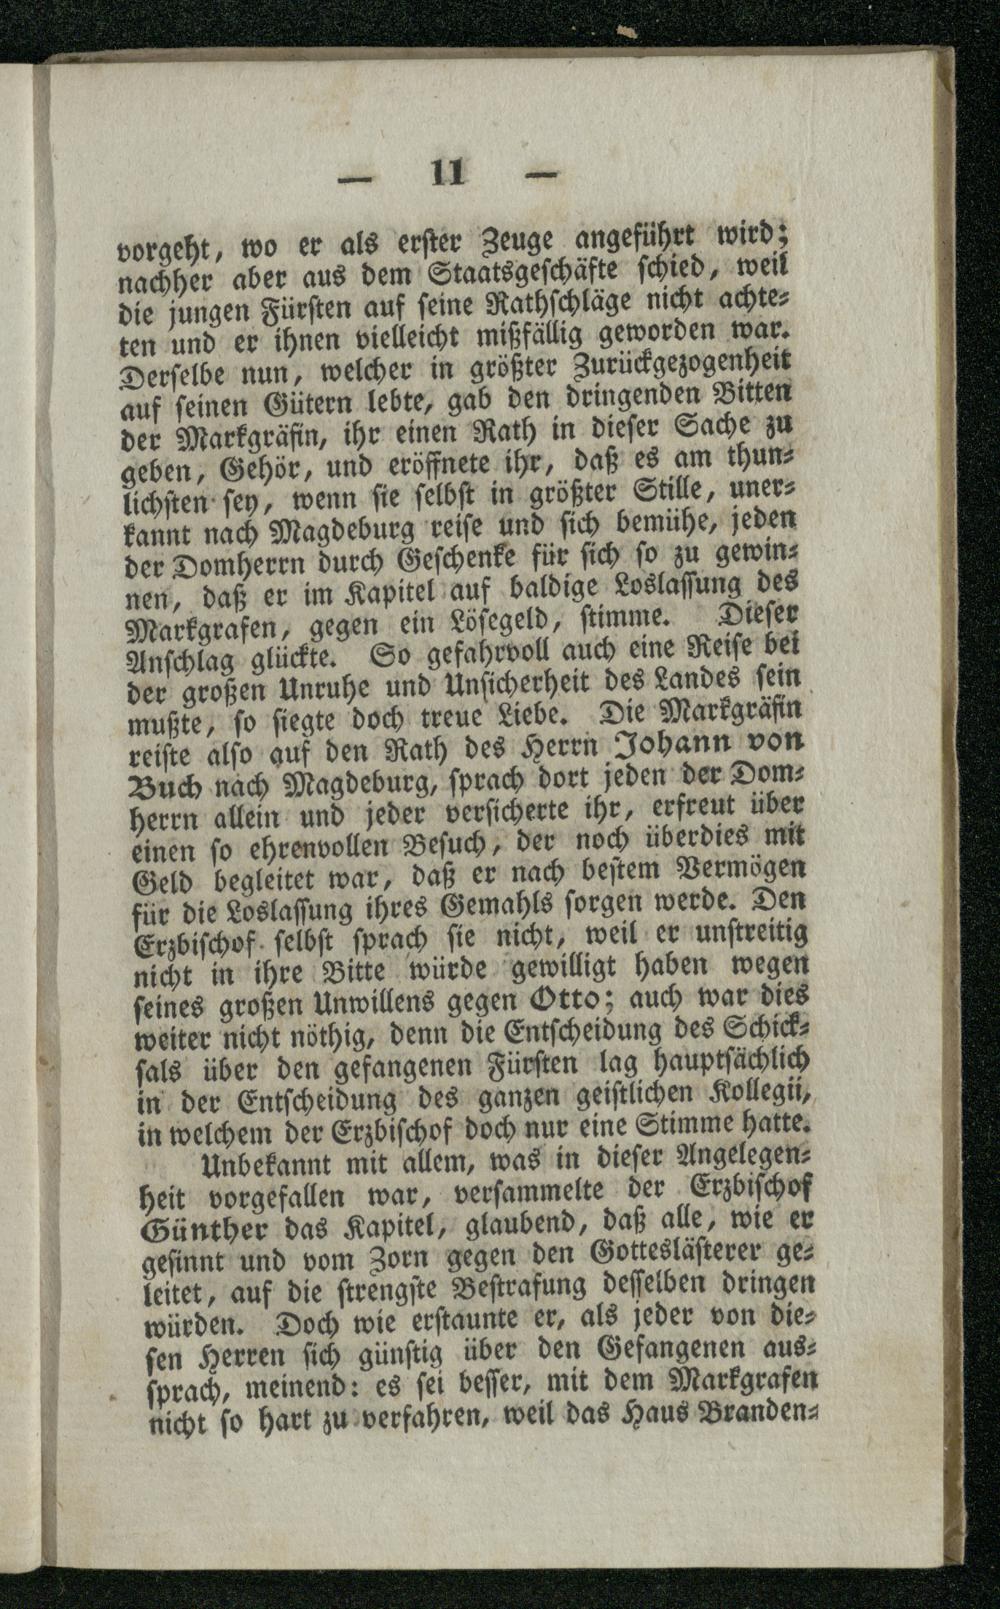 — 11 —
vorgeht, wo er als erster Zeuge angeführt wird;
nachher aber aus dem Staatsgeschäfte schied, weil
die jungen Fürsten auf seine Rathschläge nicht achte-
ten und er ihnen vielleicht mißfällig geworden war.
Derselbe nun, welcher in größter Zurückgezogenheit
auf seinen Gütern lebte, gab den dringenden Bitten
der Markgräfin, ihr einen Rath in dieser Sache zu
geben, Gehör, und eröffnete ihr, daß es am thun-
lichsten sey, wenn sie selbst in größter Stille, uner-
kannt nach Magdeburg reise und sich bemühe, jeden
der Domherrn durch Geschenke für sich so zu gewin-
nen, daß er im Kapitel auf baldige Loslassung des
Markgrafen, gegen ein Lösegeld, stimme. Dieser
Anschlag glückte. So gefahrvoll auch eine Reise bei
der großen Unruhe und Unsicherheit des Landes sein
mußte, so siegte doch treue Liebe. Die Markgräfin
reiste also auf den Rath des Herrn Johann von
Buch nach Magdeburg, sprach dort jeden der Dom-
herrn allein und jeder versicherte ihr, erfreut über
einen so ehrenvollen Besuch, der noch überdies mit
Geld begleitet war, daß er nach bestem Vermögen
für die Loslassung ihres Gemahls sorgen werde. Den
Erzbischof selbst sprach sie nicht, weil er unstreitig
nicht in ihre Bitte würde gewilligt haben wegen
seines großen Unwillens gegen Otto; auch war dies
weiter nicht nöthig, denn die Entscheidung des Schick-
sals über den gefangenen Fürsten lag hauptsächlich
in der Entscheidung des ganzen geistlichen Kollegii,
in welchem der Erzbischof doch nur eine Stimme hatte.
Unbekannt mit allem, was in dieser Angelegen-
heit vorgefallen war, versammelte der Erzbischof
Günther das Kapitel, glaubend, daß alle, wie er
gesinnt und vom Zorn gegen den Gotteslästerer ge-
leitet, auf die strengste Bestrafung desselben dringen
würden. Doch wie erstaunte er, als jeder von die-
sen Herren sich günstig über den Gefangenen aus-
sprach, meinend: es sei besser, mit dem Markgrafen
nicht so hart zu verfahren, weil das Haus Branden-